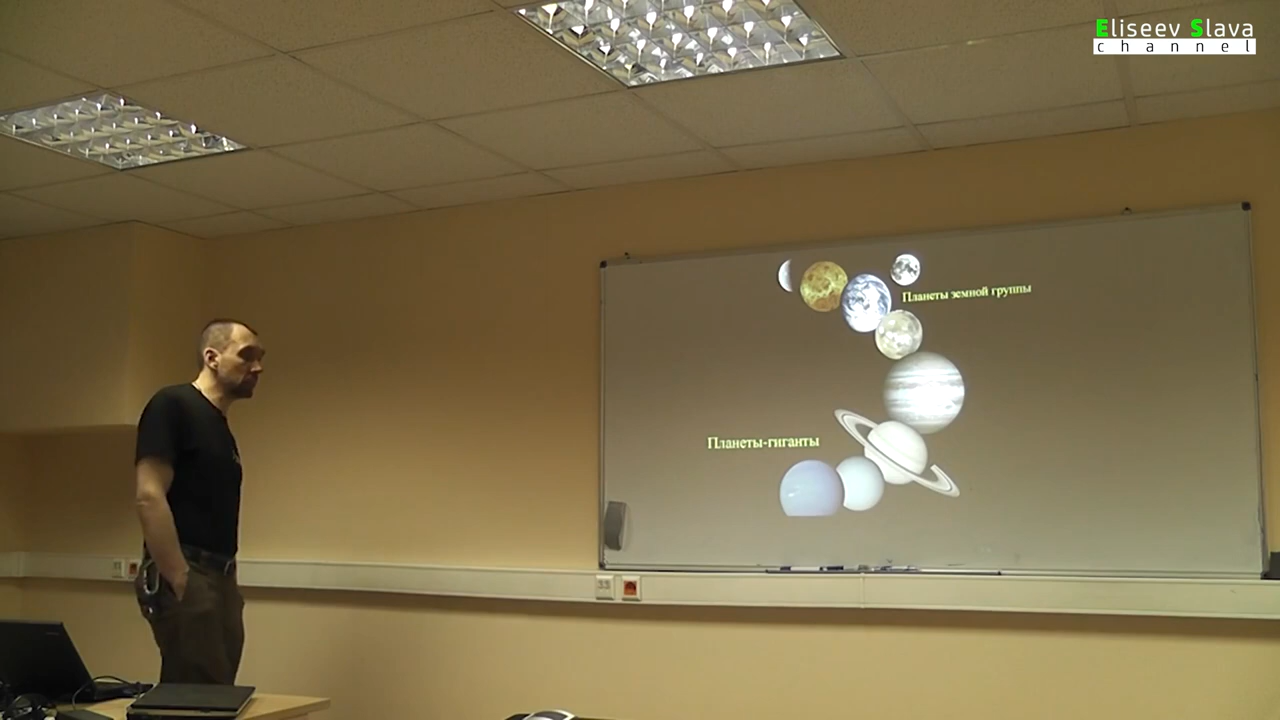 Eliseev Slava
channel
Планеты земной группы
Планеты-гиганты